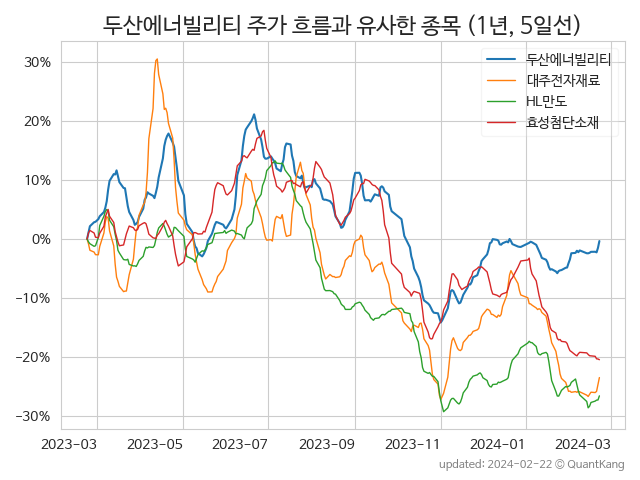 두산에너빌리티 주가 흐름과 유사한 종목 (1년, 5일선)
두산에너빌리티
대주전자재료
HL만도
효성첨단소재
30%
20%
10%
0%
−10%
−20%
−30%
2023-03 2023-05 2023-07 2023-09 2023-11 2024-01 2024-03
updated: 2024-02-22 © QuantKang